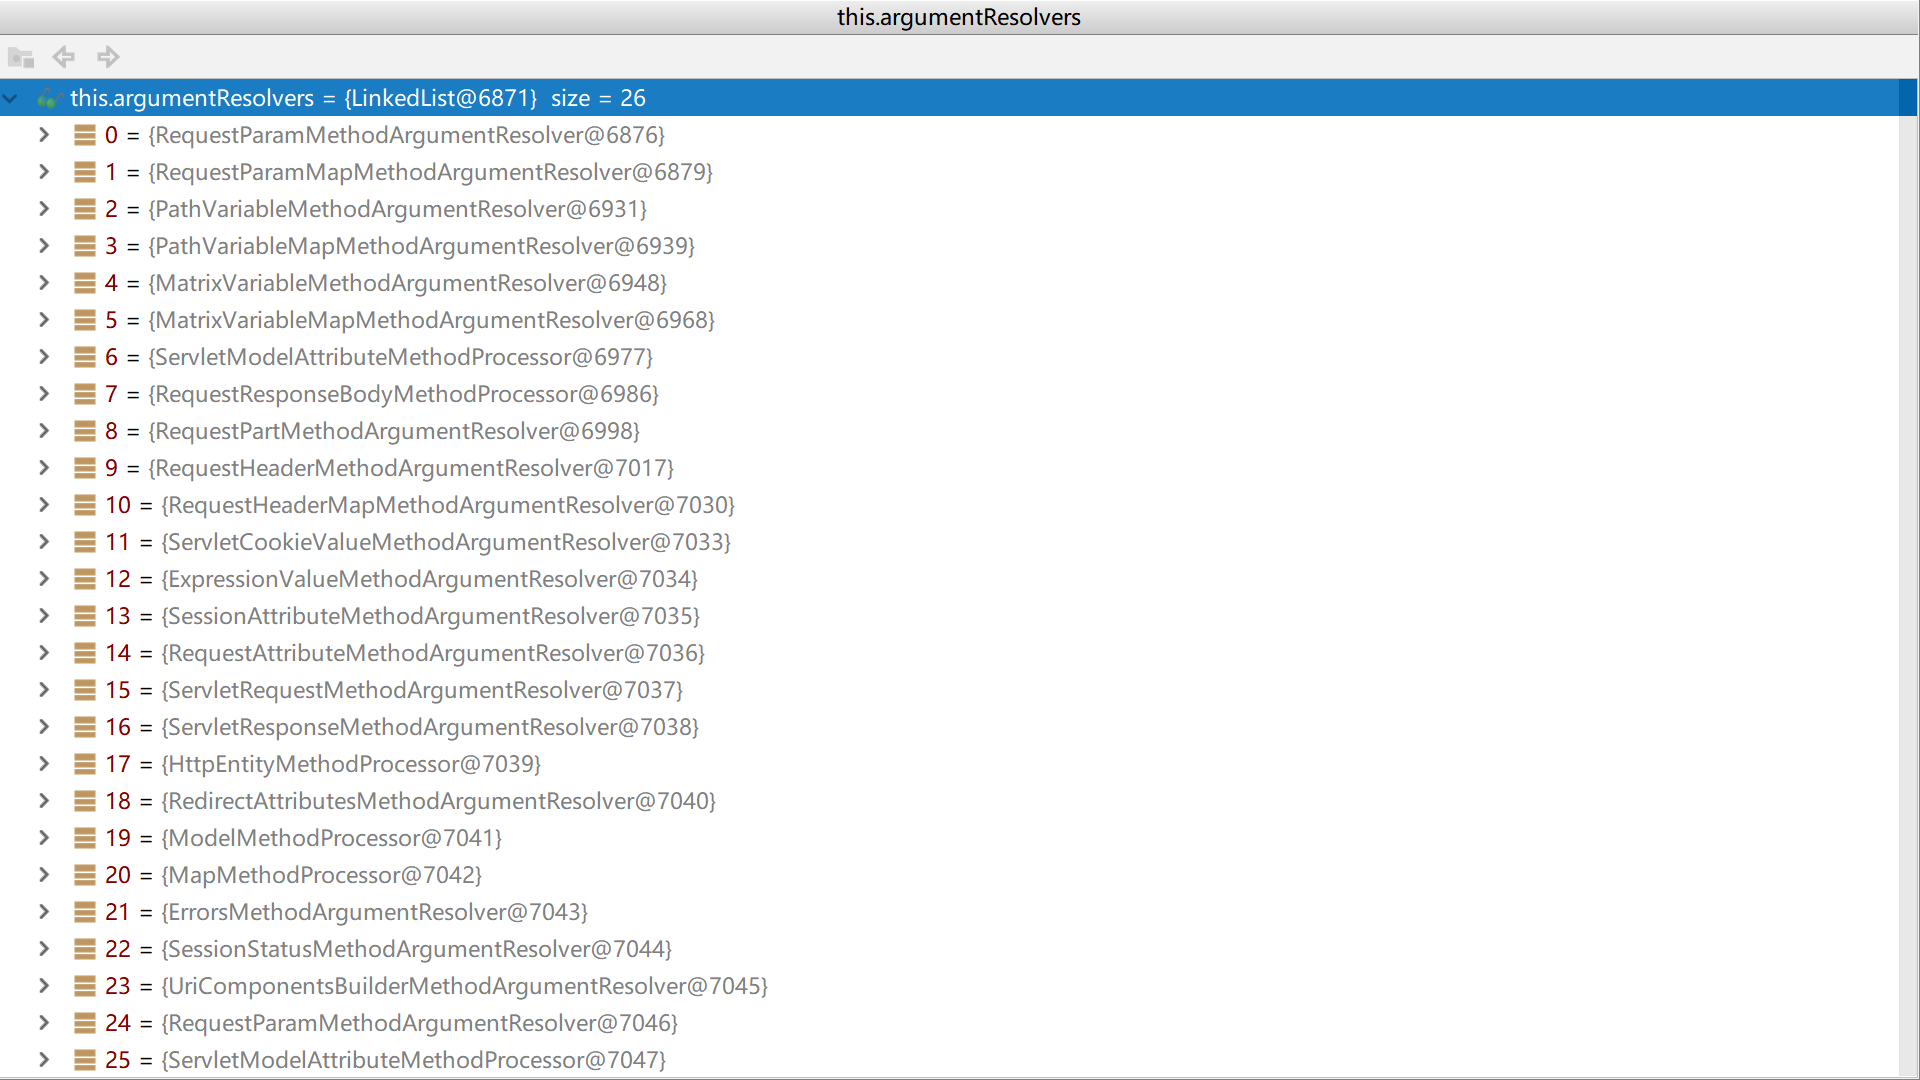 this.argumentResolvers
this.argumentResolvers = {LinkedList@6871} size = 26
0 = {RequestParamMethodArgumentResolver@6876}
1 = {RequestParamMapMethodArgumentResolver@6879}
2 = {PathVariableMethodArgumentResolver@6931}
3 = {PathVariableMapMethodArgumentResolver@6939}
4 = {MatrixVariableMethodArgumentResolver@6948}
5 = {MatrixVariableMapMethodArgumentResolver@6968}
6 = {ServletModelAttributeMethodProcessor@6977}
7 = {RequestResponseBodyMethodProcessor@6986}
8 = {RequestPartMethodArgumentResolver@6998}
9 = {RequestHeaderMethodArgumentResolver@7017}
10 = {RequestHeaderMapMethodArgumentResolver@7030}
11 = {ServletCookieValueMethodArgumentResolver@7033}
12 = {ExpressionValueMethodArgumentResolver@7034}
13 = {SessionAttributeMethodArgumentResolver@7035}
14 = {RequestAttributeMethodArgumentResolver@7036}
15 = {ServletRequestMethodArgumentResolver@7037}
16 = {ServletResponseMethodArgumentResolver@7038}
17 = {HttpEntityMethodProcessor@7039}
18 = {RedirectAttributesMethodArgumentResolver@7040}
19 = {ModelMethodProcessor@7041}
20 = {MapMethodProcessor@7042}
21 = {ErrorsMethodArgumentResolver@7043}
22 = {SessionStatusMethodArgumentResolver@7044}
23 = {UriComponentsBuilderMethodArgumentResolver@7045}
24 = {RequestParamMethodArgumentResolver@7046}
25 = {ServletModelAttributeMethodProcessor@7047}